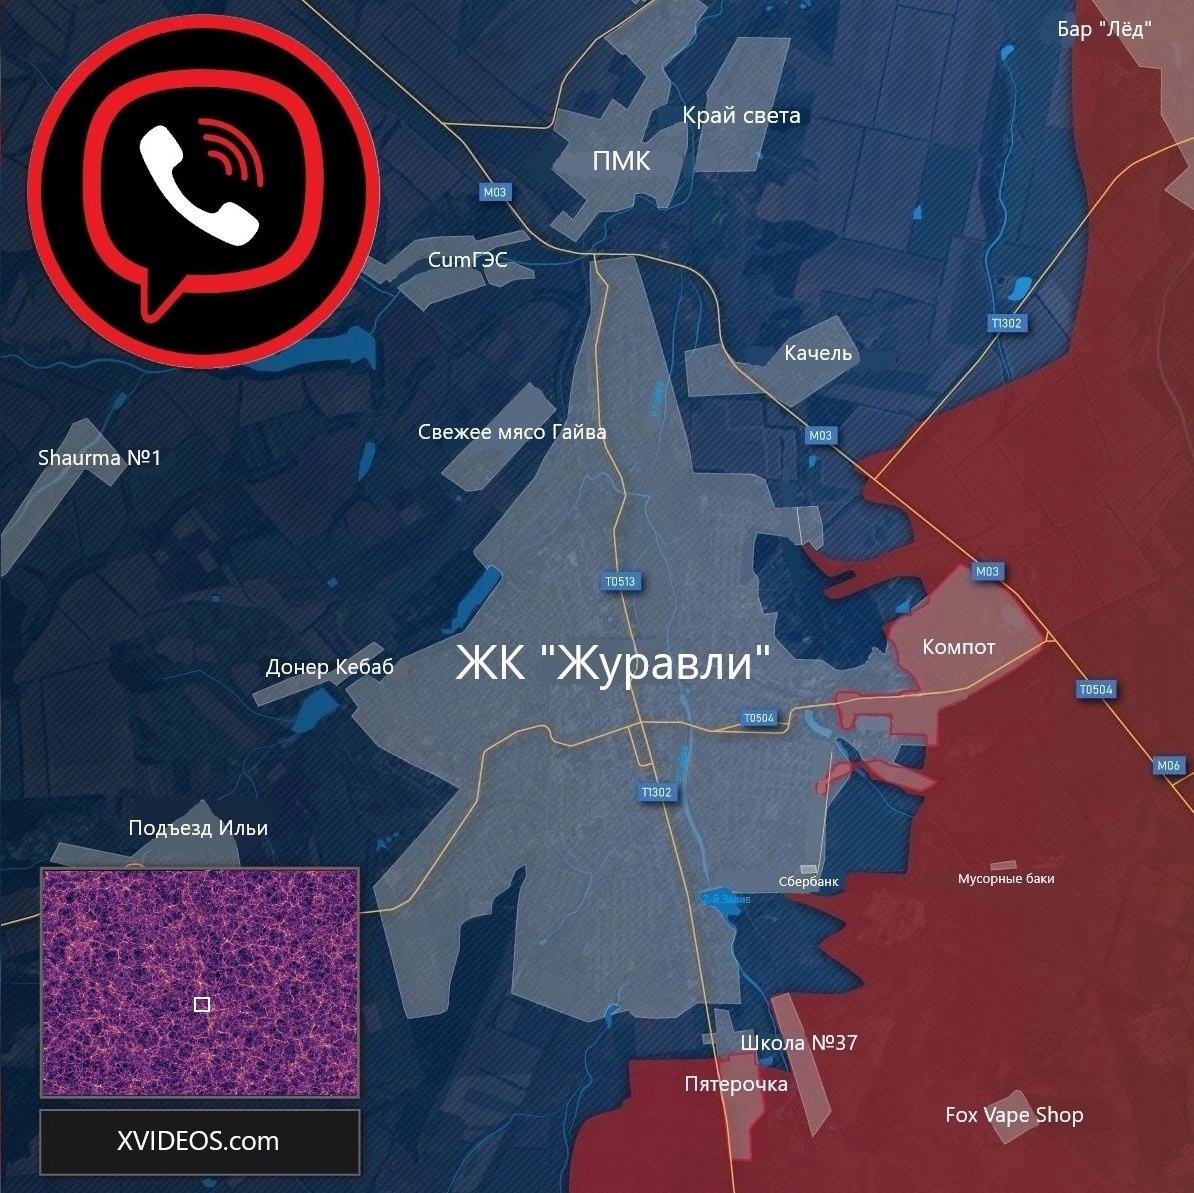 Бар "Лёд"
Край света
ПМК
M03
CumГЭС
T1302
Качель
Свежее мясо Гайва
M03
Shaurma №1
M03
T0513
Компот
ЖК "Журавли"
Донер Кебаб
T0504
T0504
M06
T1302
Подъезд Ильи
Сбербанк
Мусорные баки
2-й Залив
Школа №37
Пятерочка
Fox Vape Shop
XVIDEOS.com